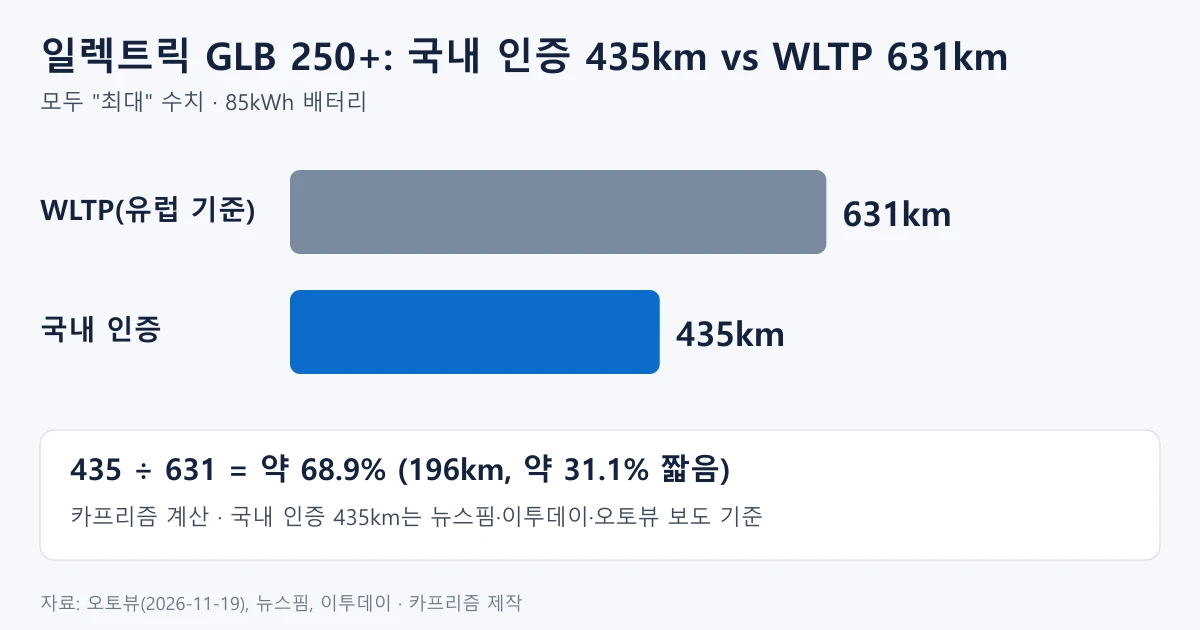 일렉트릭 GLB 250+: 국내 인증 435km vs WLTP 631km
모두 "최대" 수치 · 85kWh 배터리
WLTP(유럽 기준)
631km
국내 인증
435km
435 ÷ 631 = 약 68.9% (196km, 약 31.1% 짧음)
카프리즘 계산 · 국내 인증 435km는 뉴스핌·이투데이·오토뷰 보도 기준
자료: 오토뷰(2026-11-19), 뉴스핌, 이투데이 · 카프리즘 제작